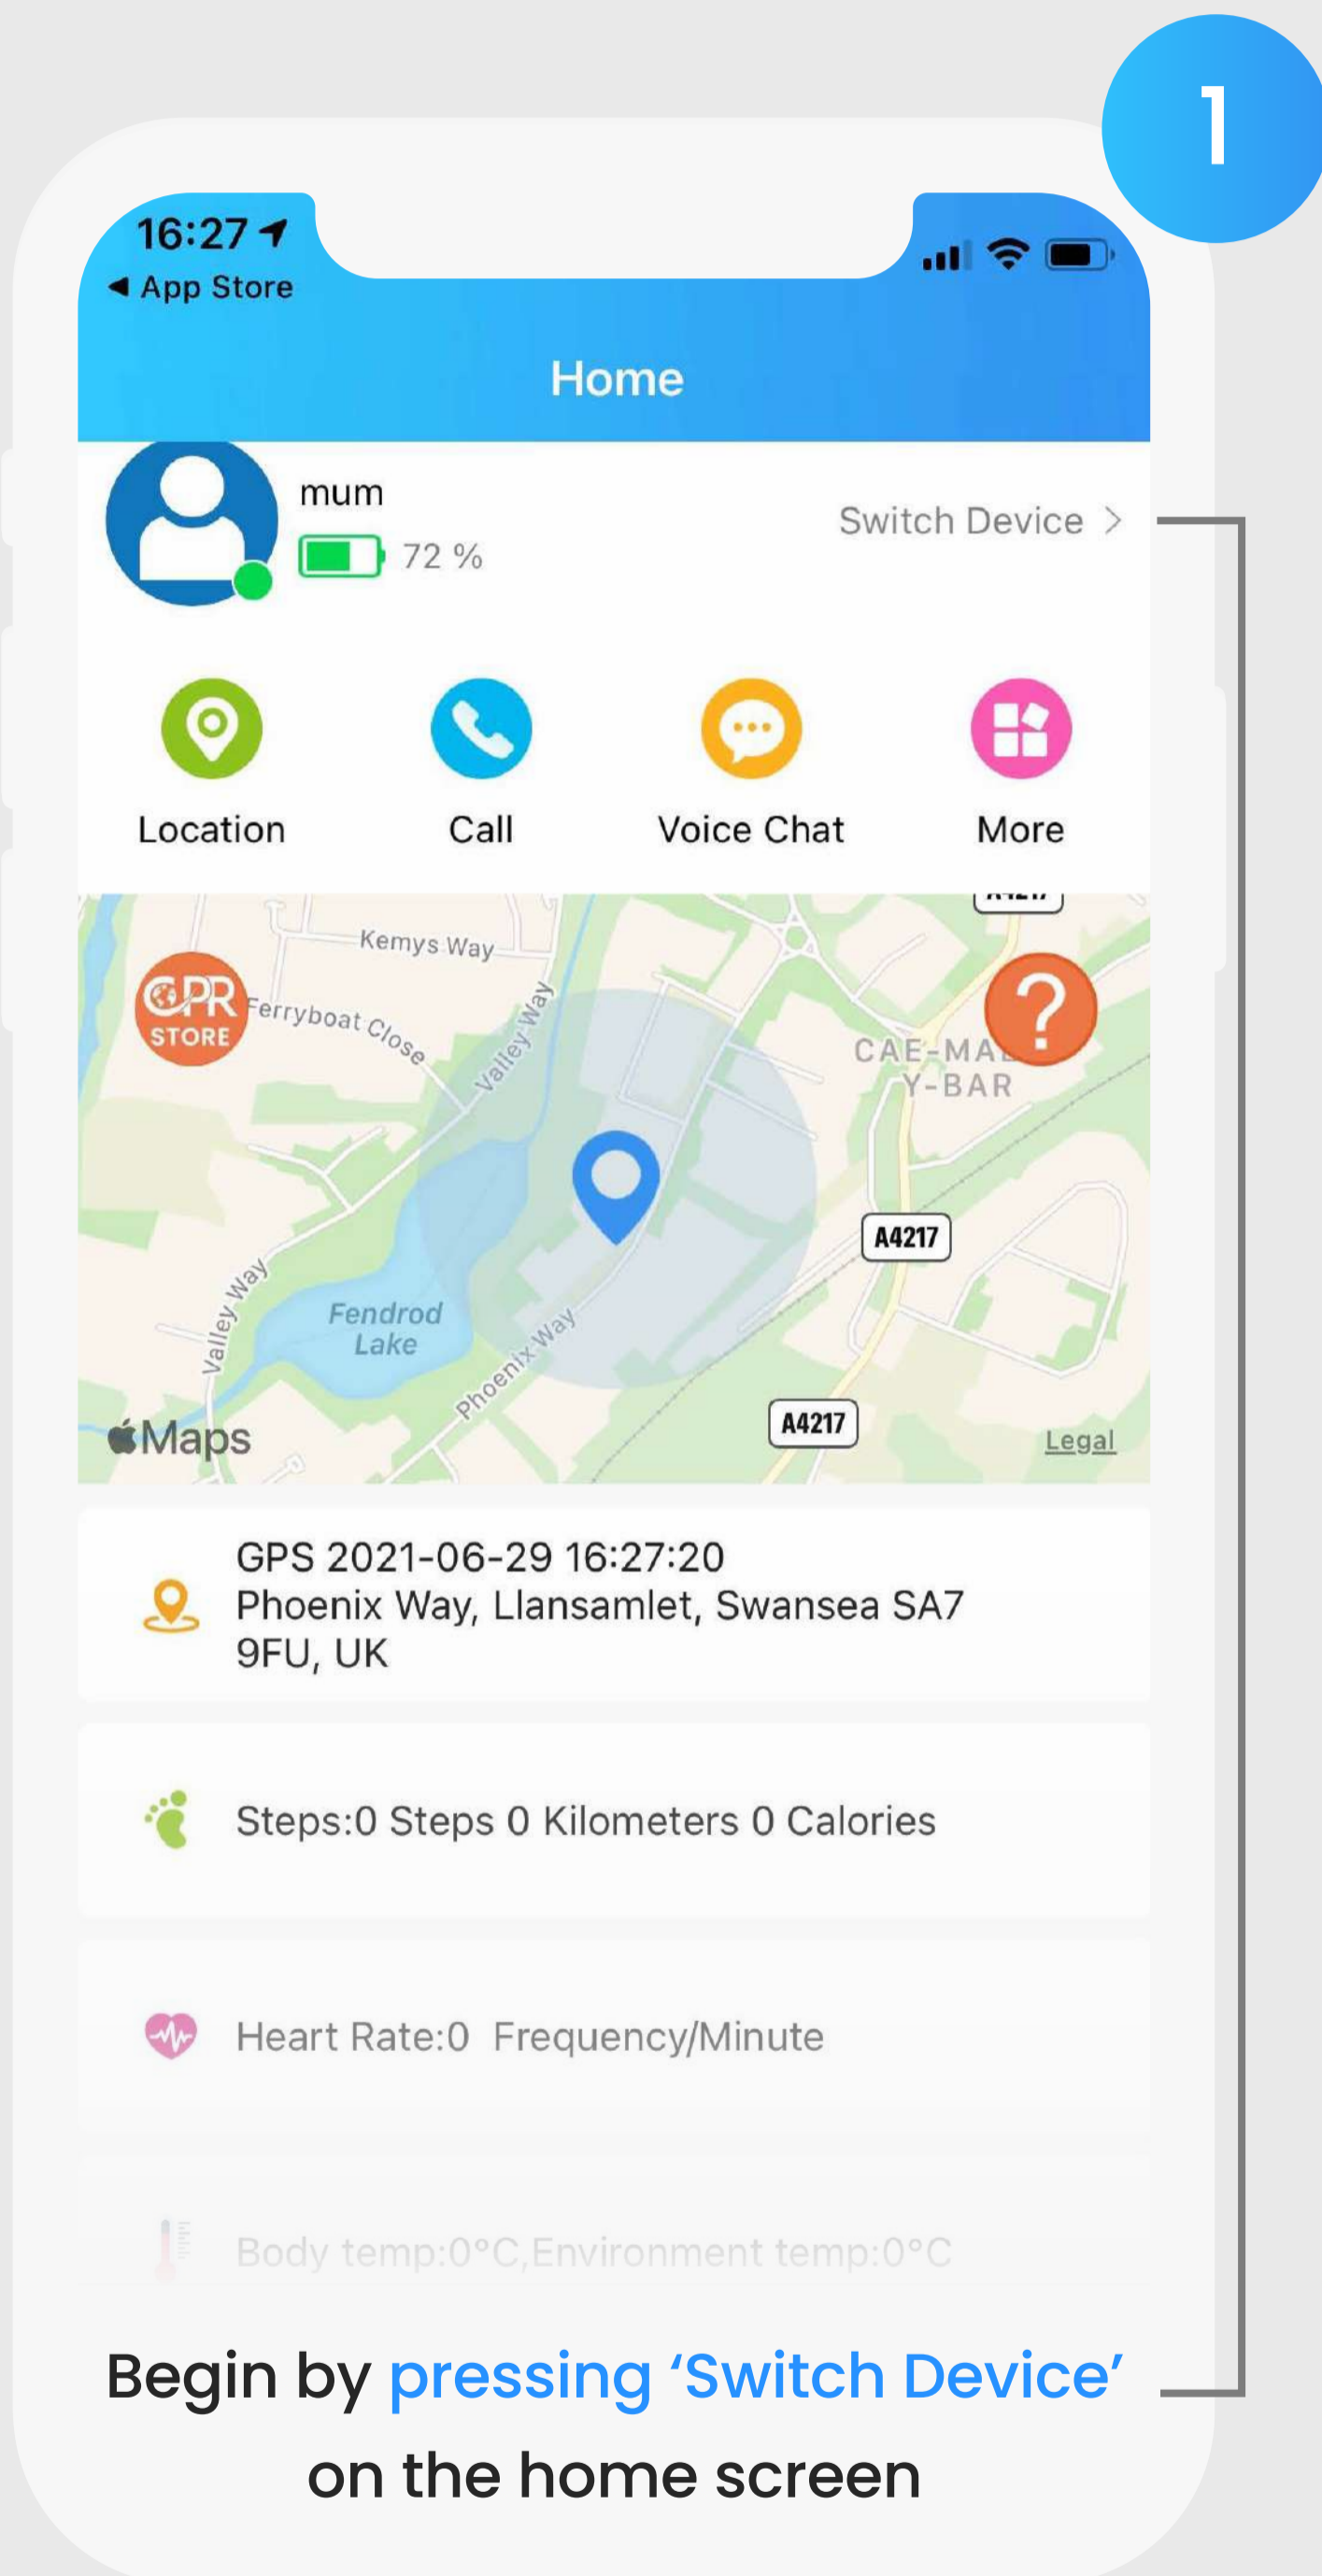 1
16:27
App Store
Home
mum
72 %
Switch Device
Location
Call
Voice Chat
More
A4217
Kemys Way
CPR
STORE
Ferryboat Close
Valley Way
?
Y-BAR
A4217
Valley Way
Fendrod
Lake
Phoenix Way
A4217
Maps
Legal
GPS 2021-06-29 16:27:20
Phoenix Way, Llansamlet, Swansea SA7
9FU, UK
Steps:0 Steps 0 Kilometers 0 Calories
Heart Rate:0 Frequency/Minute
Body temp:0°C,Environment temp:0°C
Begin by pressing ‘Switch Device’
on the home screen